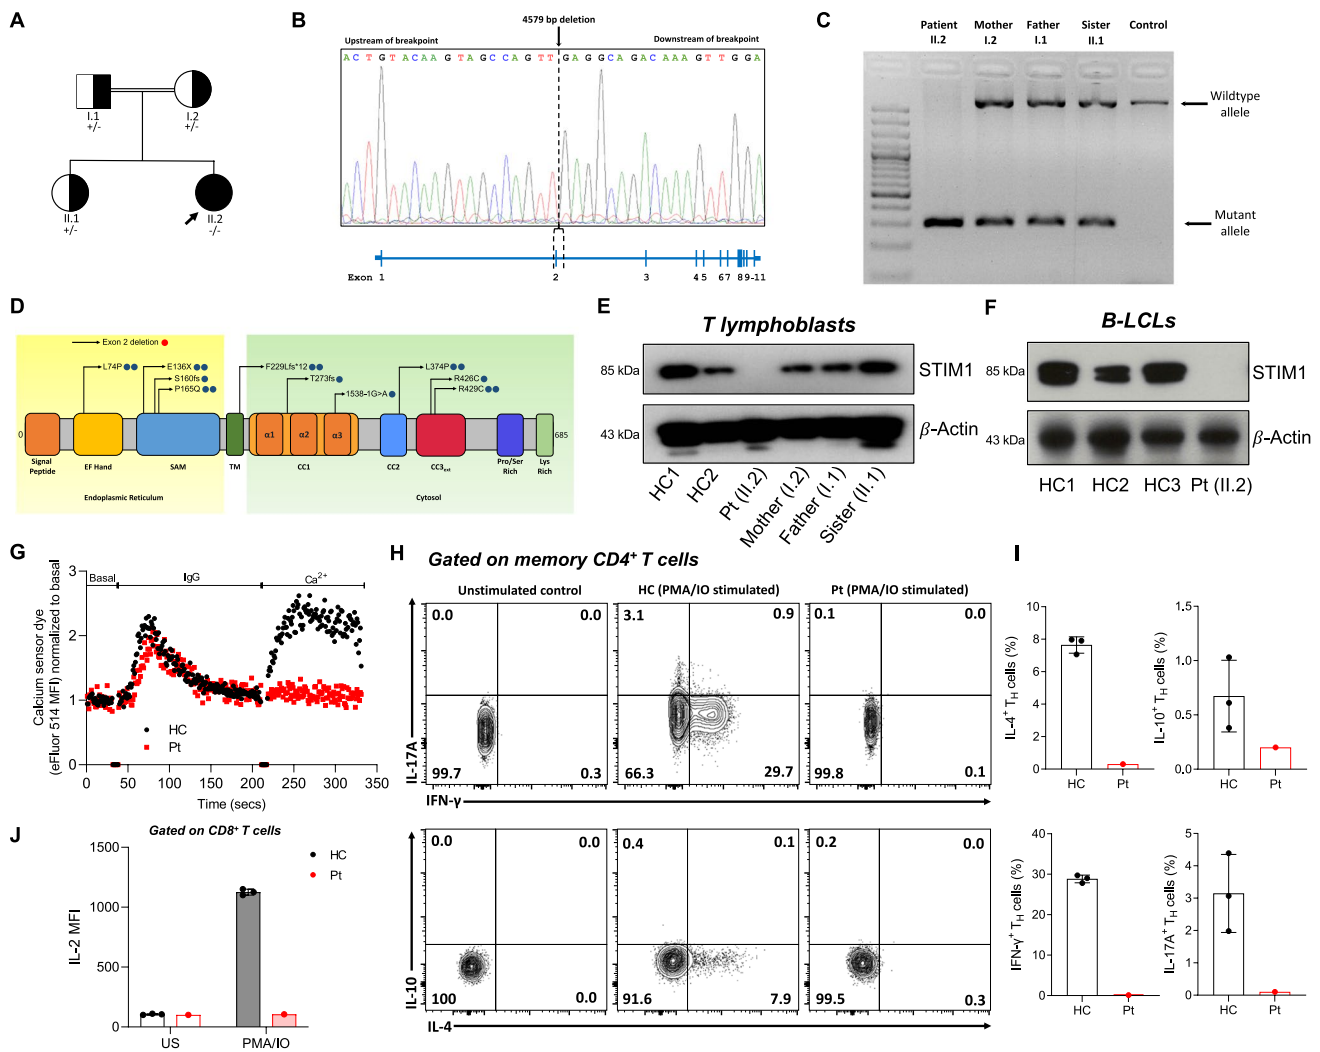 A
I.1
+/-
I.2
+/-
II.1
+/-
II.2
-/-
B
4579 bp deletion
Upstream of breakpoint
Downstream of breakpoint
A C T G T A C A A G T A G C C A G T T G A G G C A G A C A A A G T T G G A
Exon 1 2 3 4 5 6 7 8 9-11
C
Patient II.2
Mother I.2
Father I.1
Sister II.1
Control
Wildtype allele
Mutant allele
D
Exon 2 deletion
L74P
E136X
S160fs
P165Q
F229Lfs*12
T273fs
1538-1G>A
L374P
R426C
R429C
0
α1
α2
α3
685
Signal Peptide
EF Hand
SAM
TM
CC1
CC2
CC3ext
Pro/Ser Rich
Lys Rich
Endoplasmic Reticulum
Cytosol
E
T lymphoblasts
85 kDa
STIM1
43 kDa
β-Actin
HC1
HC2
Pt (II.2)
Mother (I.2)
Father (I.1)
Sister (II.1)
F
B-LCLs
85 kDa
STIM1
43 kDa
β-Actin
HC1 HC2 HC3 Pt (II.2)
G
Basal
IgG
Ca2+
Calcium sensor dye
(eFluor 514 MFI) normalized to basal
3
2
1
0
HC
Pt
0 50 100 150 200 250 300 350
Time (secs)
H
Gated on memory CD4+ T cells
Unstimulated control
HC (PMA/IO stimulated)
Pt (PMA/IO stimulated)
0.0 0.0
99.7 0.3
3.1 0.9
66.3 29.7
0.1 0.0
99.8 0.1
IL-17A
IFN-γ
0.0 0.0
100 0.0
0.4 0.1
91.6 7.9
0.2 0.0
99.5 0.3
IL-10
IL-4
I
IL-4+ TH cells (%)
10
8
6
4
2
0
HC Pt
IL-10+ TH cells (%)
1.5
1.0
0.5
0.0
HC Pt
IFN-γ+ TH cells (%)
40
30
20
10
0
HC Pt
IL-17A+ TH cells (%)
5
4
3
2
1
0
HC Pt
J
Gated on CD8+ T cells
IL-2 MFI
1500
1000
500
0
HC
Pt
US PMA/IO